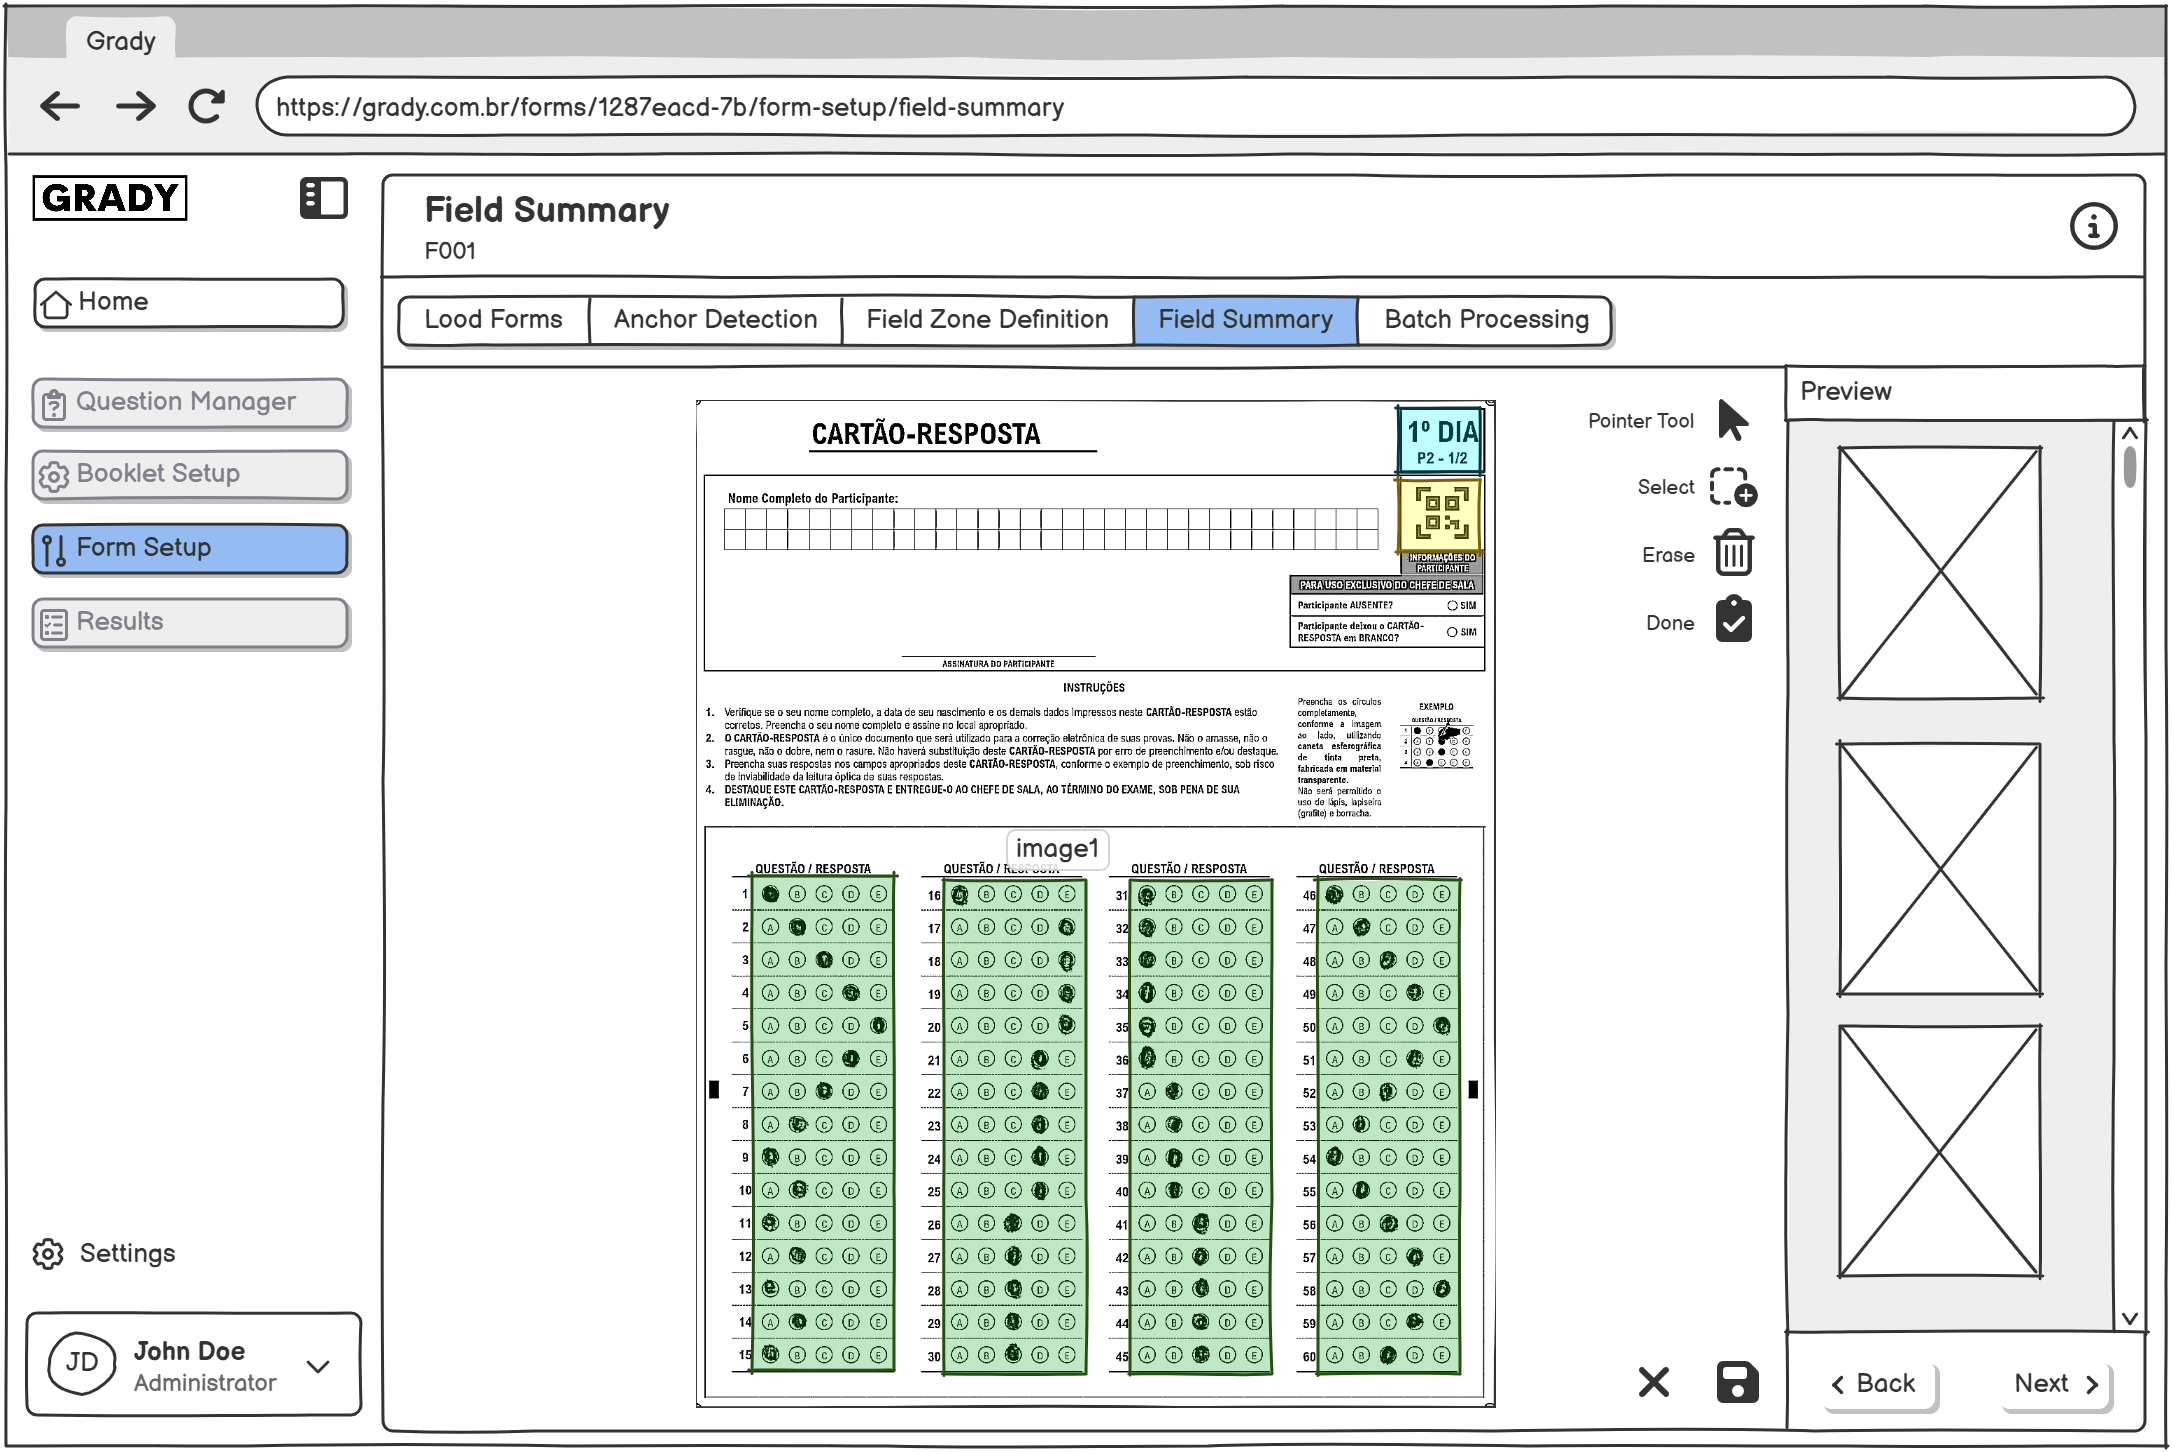 Grady
https://grady.com.br/forms/1287eacd-7b/form-setup/field-summary
GRADY
Home
Question Manager
Booklet Setup
Form Setup
Results
Settings
JD
John Doe
Administrator
Field Summary
F001
Lood Forms
Anchor Detection
Field Zone Definition
Field Summary
Batch Processing
CARTÃO-RESPOSTA
1º DIA
P2 - 1/2
Nome Completo do Participante:
INFORMAÇÕES DO
PARTICIPANTE
PARA USO EXCLUSIVO DO CHEFE DE SALA
Participante AUSENTE?
SIM
Participante deixou o CARTÃO-
RESPOSTA em BRANCO?
SIM
ASSINATURA DO PARTICIPANTE
INSTRUÇÕES
1. Verifique se o seu nome completo, a data de seu nascimento e os demais dados impressos neste CARTÃO-RESPOSTA estão
corretos. Preencha o seu nome completo e assine no local apropriado.
2. O CARTÃO-RESPOSTA é o único documento que será utilizado para a correção eletrônica de suas provas. Não o amasse, não o
rasgue, não o dobre, nem o rasure. Não haverá substituição deste CARTÃO-RESPOSTA por erro de preenchimento e/ou destaque.
3. Preencha suas respostas nos campos apropriados deste CARTÃO-RESPOSTA, conforme o exemplo de preenchimento, sob risco
de inviabilidade da leitura óptica de suas respostas.
4. DESTAQUE ESTE CARTÃO-RESPOSTA E ENTREGUE-O AO CHEFE DE SALA, AO TÉRMINO DO EXAME, SOB PENA DE SUA
ELIMINAÇÃO.
Preencha os círculos
completamente,
conforme a imagem
ao lado, utilizando
caneta esferográfica
de tinta preta,
fabricada em material
transparente.
Não será permitido o
uso de lápis, lapiseira
(grafite) e borracha.
EXEMPLO
QUESTÃO / RESPOSTA
image1
QUESTÃO / RESPOSTA
1 B C D E
2 A C D E
3 A B D E
4 A B C E
5 A B C D
6 A B C E
7 A B D E
8 A C D E
9 B C D E
10 A C D E
11 B C D E
12 A C D E
13 B C D E
14 A C D E
15 B C D E
QUESTÃO / RESPOSTA
16 B C D E
17 A B C D
18 A B C D
19 A B C D
20 A B C D
21 A B C E
22 A B C E
23 A B C E
24 A B C E
25 A B C E
26 A B D E
27 A B D E
28 A B D E
29 A B D E
30 A B D E
QUESTÃO / RESPOSTA
31 B C D E
32 B C D E
33 B C D E
34 B C D E
35 B C D E
36 B C D E
37 A C D E
38 A C D E
39 A C D E
40 A C D E
41 A B D E
42 A B D E
43 A B D E
44 A B D E
45 A B D E
QUESTÃO / RESPOSTA
46 B C D E
47 A C D E
48 A B D E
49 A B C E
50 A B C D
51 A B C E
52 A B D E
53 A C D E
54 B C D E
55 A C D E
56 A B D E
57 A B C E
58 A B C D
59 A B C E
60 A B D E
Pointer Tool
Select
Erase
Done
Preview
Back
Next